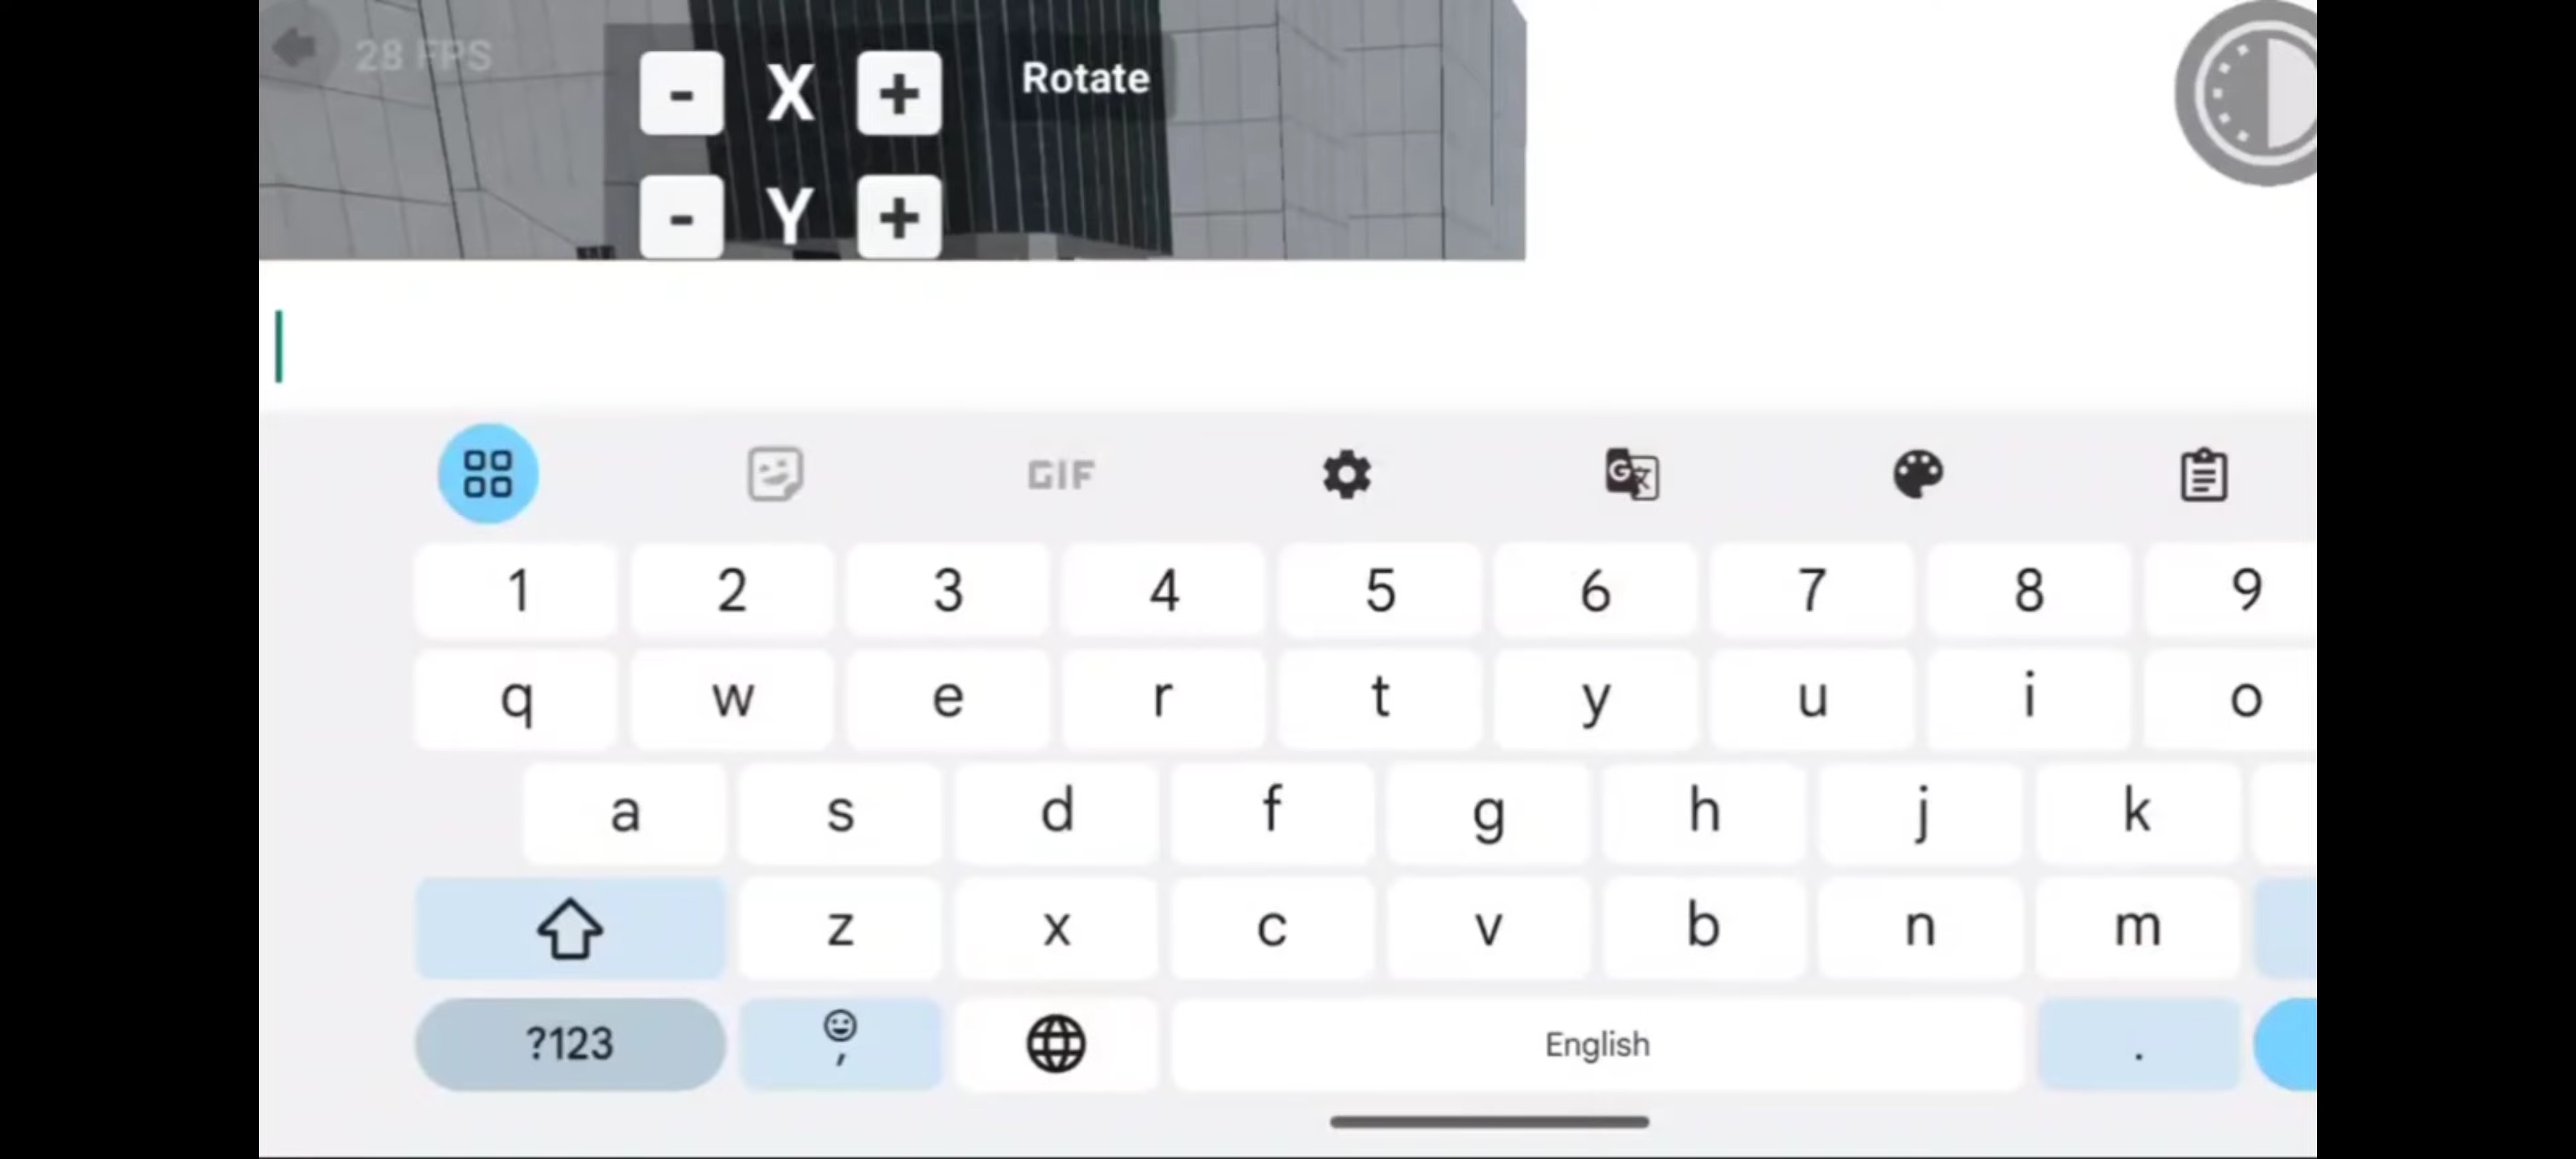 28 FPS
- X + Rotate
- Y +
GIF
1 2 3 4 5 6 7 8 9
q w e r t y u i o
a s d f g h j k
z x c v b n m
?123 , English .